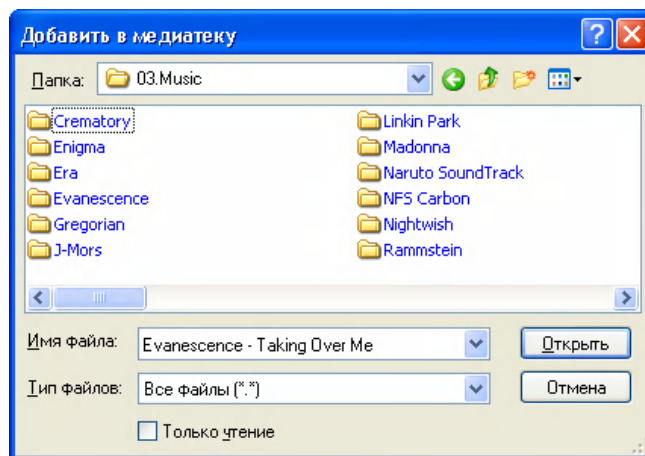 Добавить в медиатеку
Папка: 03.Music
Crematory
Enigma
Era
Evanescence
Gregorian
J-Mors
Linkin Park
Madonna
Naruto SoundTrack
NFS Carbon
Nightwish
Rammstein
Имя файла: Evanescence - Taking Over Me Открыть
Тип файлов: Все файлы (*.*) Отмена
Только чтение